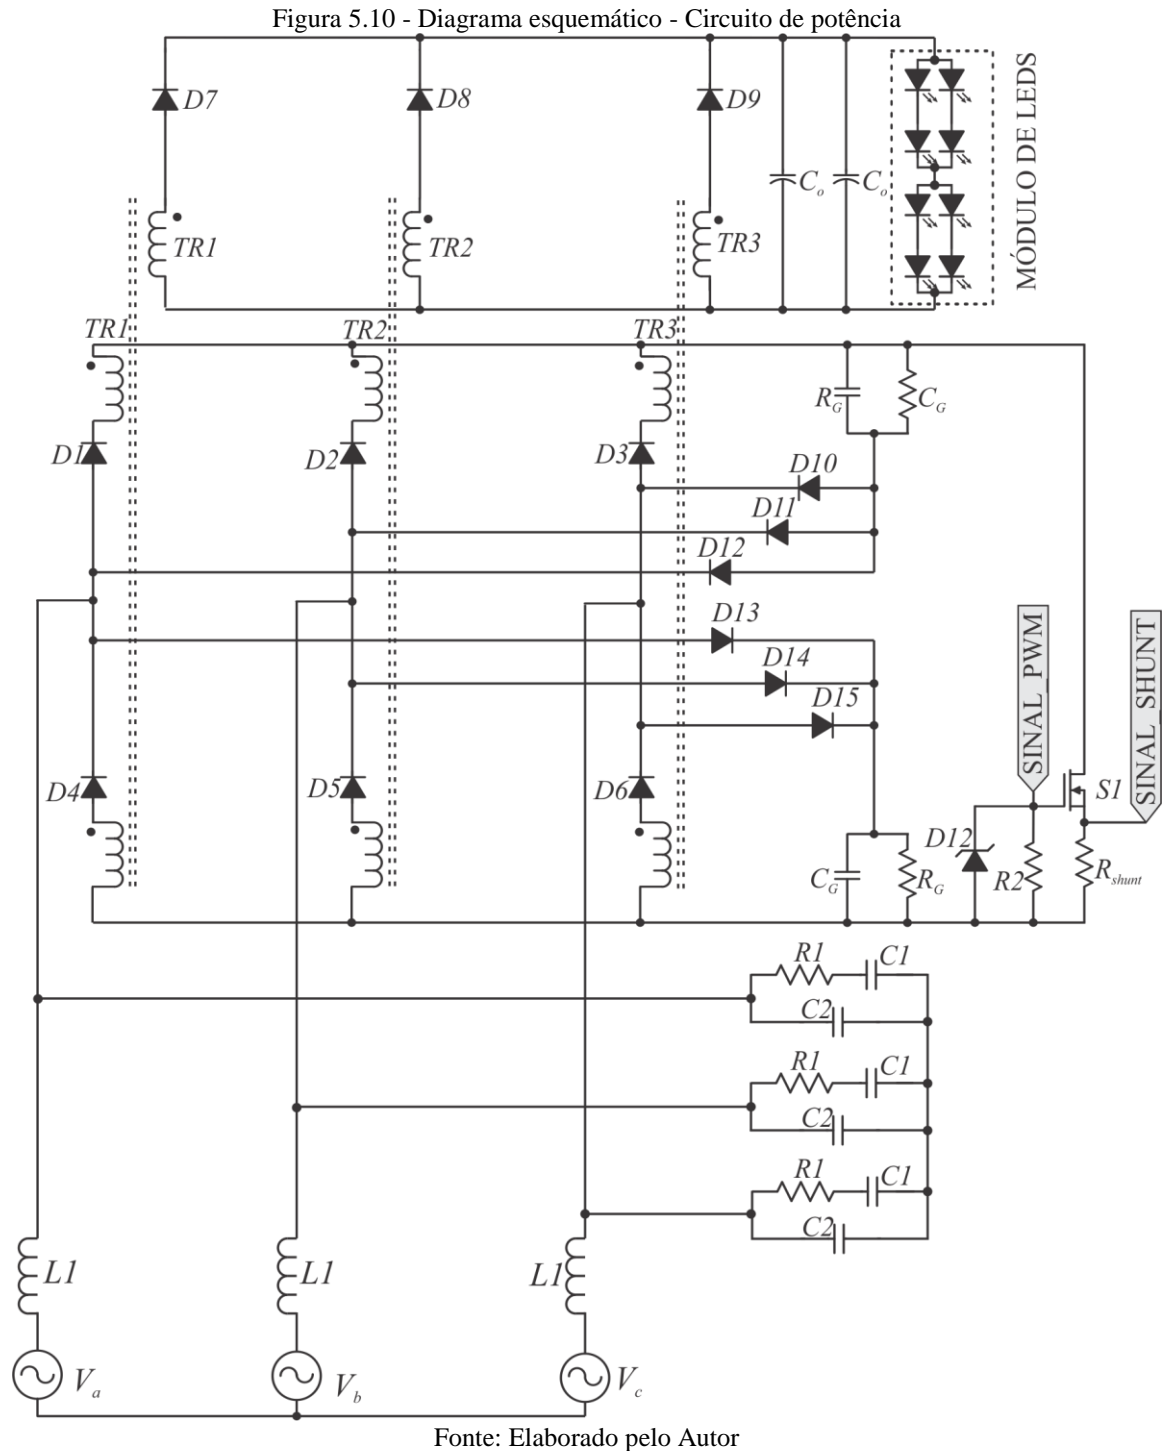 Figura 5.10 - Diagrama esquemático - Circuito de potência
D7
D8
D9
C_o
C_o
MÓDULO DE LEDS
TR1
TR2
TR3
TR1
TR2
TR3
R_G
C_G
D1
D2
D3
D10
D11
D12
D13
D14
D15
D4
D5
D6
SINAL_PWM
SINAL_SHUNT
S1
D12
R2
R_shunt
C_G
R_G
R1
C1
C2
R1
C1
C2
R1
C1
C2
L1
L1
L1
V_a
V_b
V_c
Fonte: Elaborado pelo Autor